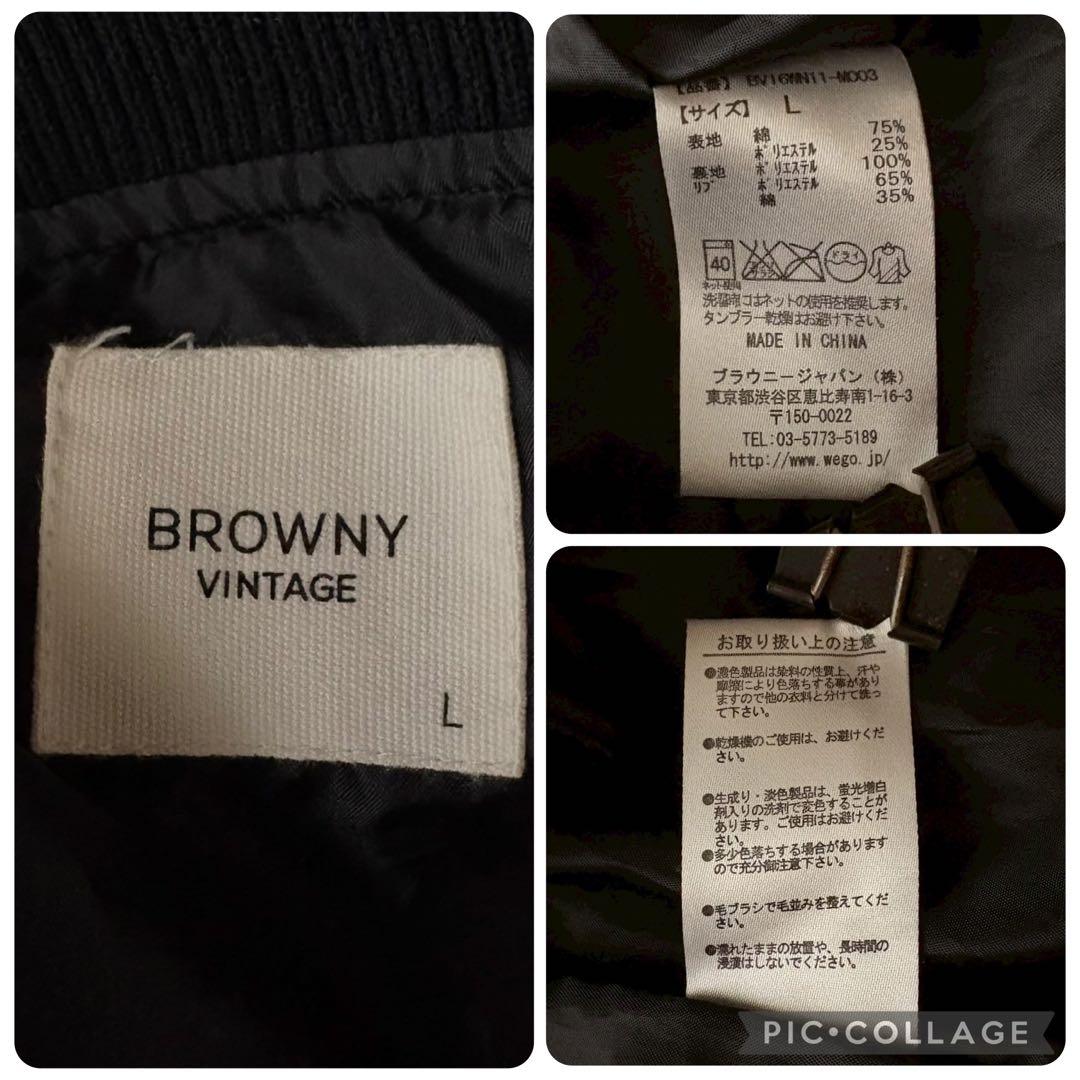 BROWNY
VINTAGE
L
【品番】 BV16WN11-M003
【サイズ】 L
表地 綿 75%
ポリエステル 25%
裏地 ポリエステル 100%
リブ ポリエステル 65%
綿 35%
40
ネット使用
ドライ
洗濯時にはネットの使用を推奨します。
タンブラー乾燥はお避け下さい。
MADE IN CHINA
ブラウニージャパン (株)
東京都渋谷区恵比寿南1-16-3
〒150-0022
TEL:03-5773-5189
http://www.wego.jp/
お取り扱い上の注意
●濃色製品は染料の性質上、汗や
摩擦により色落ちする事があり
ますので他の衣料と分けて洗っ
て下さい。
●乾燥機のご使用は、お避けくだ
さい。
●生成り・淡色製品は、蛍光増白
剤入りの洗剤で変色することが
あります。ご使用はお避けくだ
さい。
●多少色落ちする場合があります
ので充分御注意下さい。
●毛ブラシで毛並みを整えてくだ
さい。
●濡れたままの放置や、長時間の
浸漬はしないでください。
PIC•COLLAGE